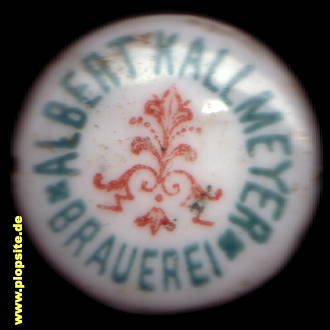 ALBERT KALLMEYER
* BRAUEREI *
www.plopsite.de